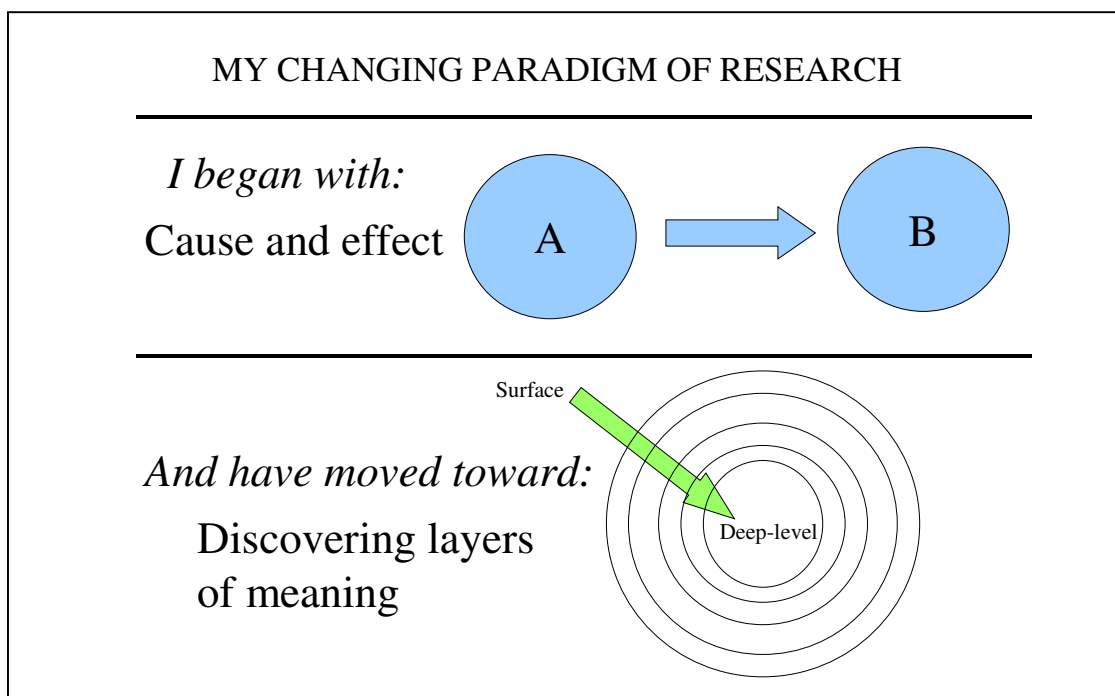 MY CHANGING PARADIGM OF RESEARCH
I began with:
Cause and effect
A
B
Surface
And have moved toward:
Deep-level
Discovering layers
of meaning